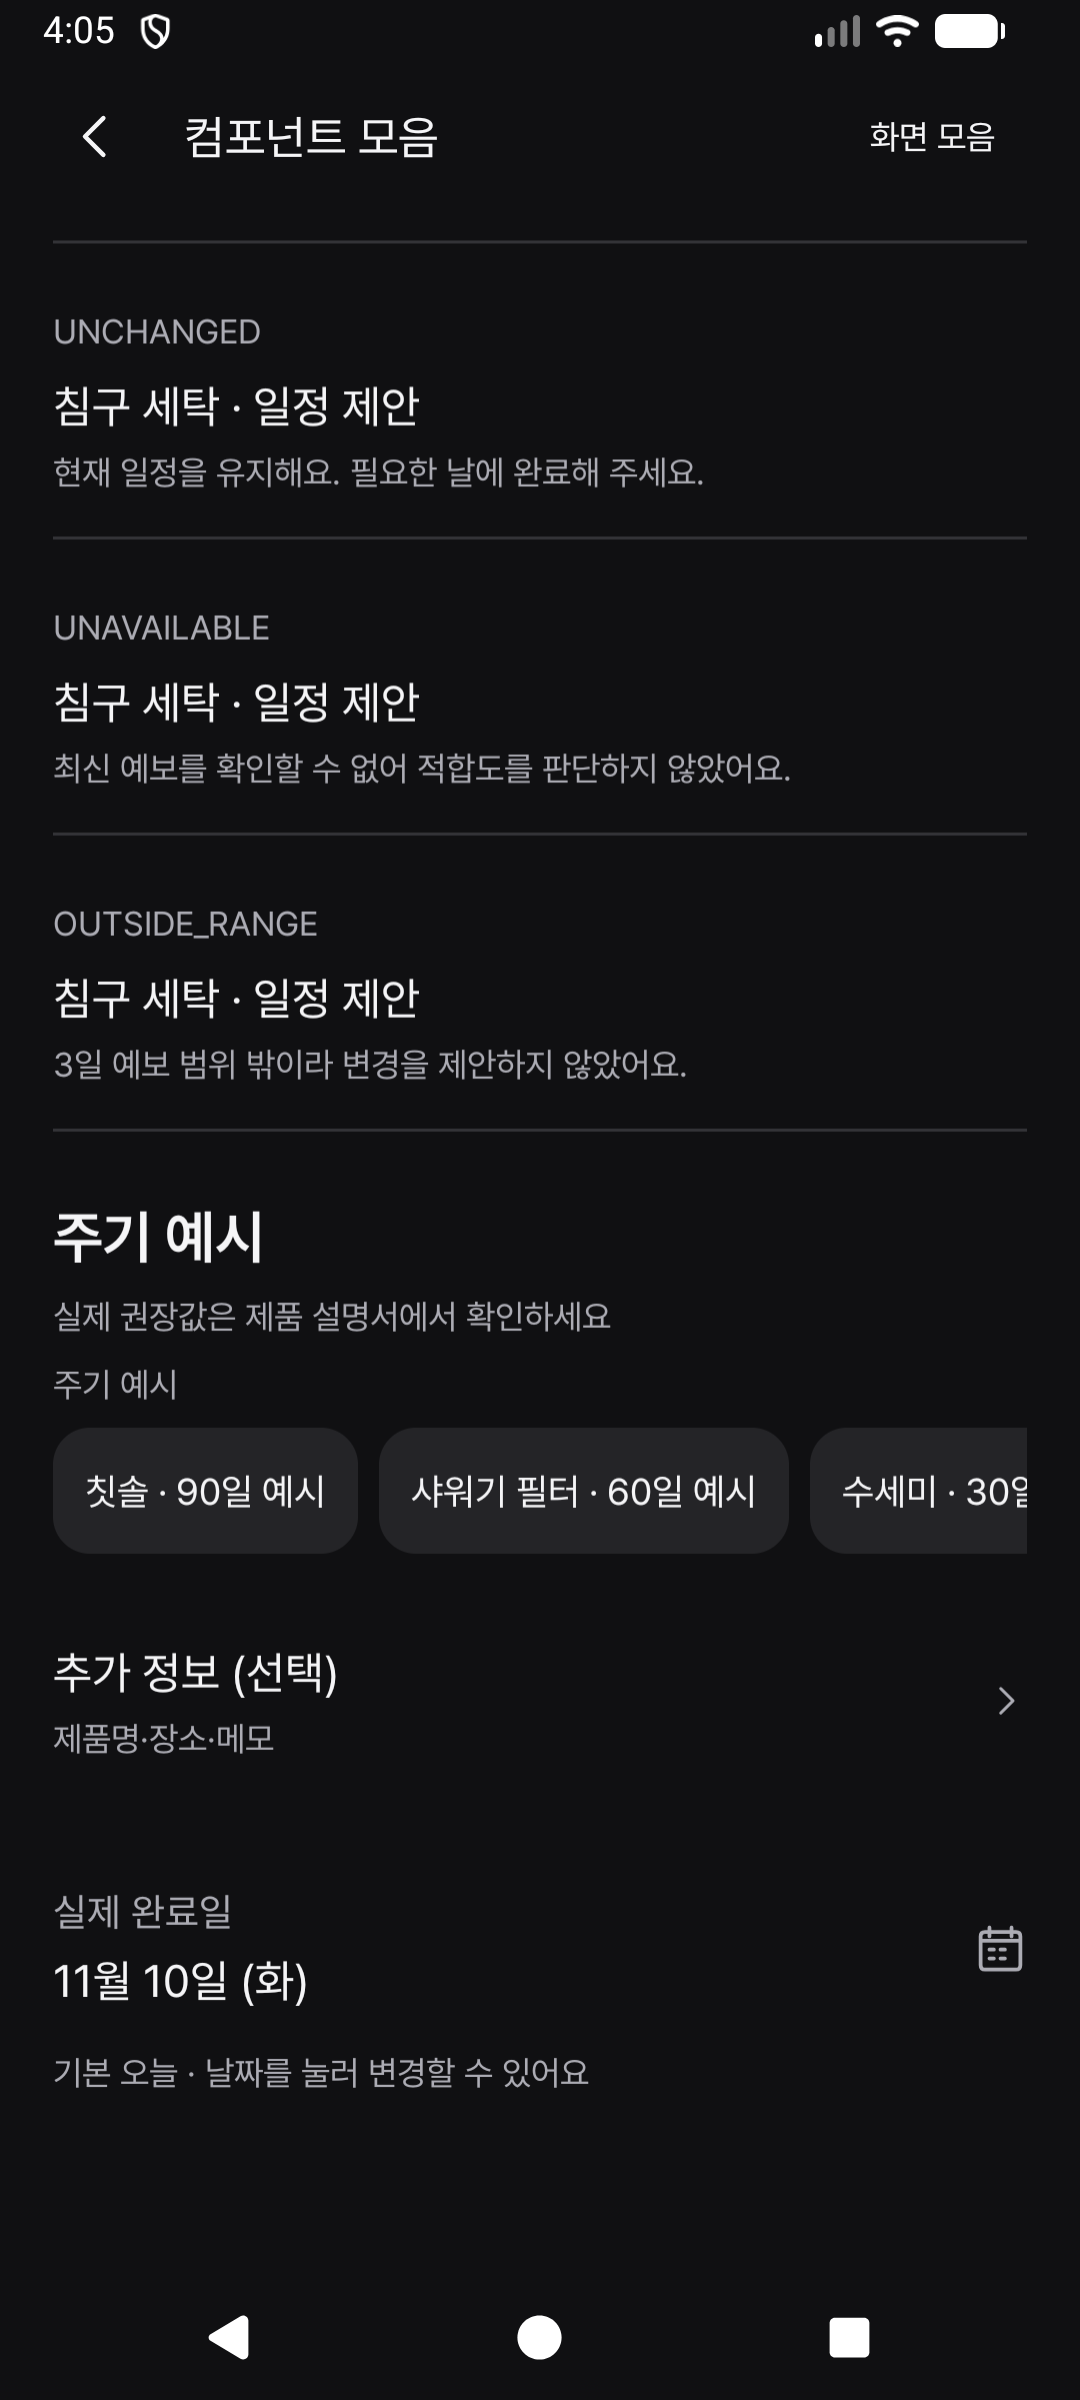 4:05
컴포넌트 모음
화면 모음
UNCHANGED
침구 세탁 · 일정 제안
현재 일정을 유지해요. 필요한 날에 완료해 주세요.
UNAVAILABLE
침구 세탁 · 일정 제안
최신 예보를 확인할 수 없어 적합도를 판단하지 않았어요.
OUTSIDE_RANGE
침구 세탁 · 일정 제안
3일 예보 범위 밖이라 변경을 제안하지 않았어요.
주기 예시
실제 권장값은 제품 설명서에서 확인하세요
주기 예시
칫솔 · 90일 예시
샤워기 필터 · 60일 예시
수세미 · 30일
추가 정보 (선택)
제품명·장소·메모
실제 완료일
11월 10일 (화)
기본 오늘 · 날짜를 눌러 변경할 수 있어요